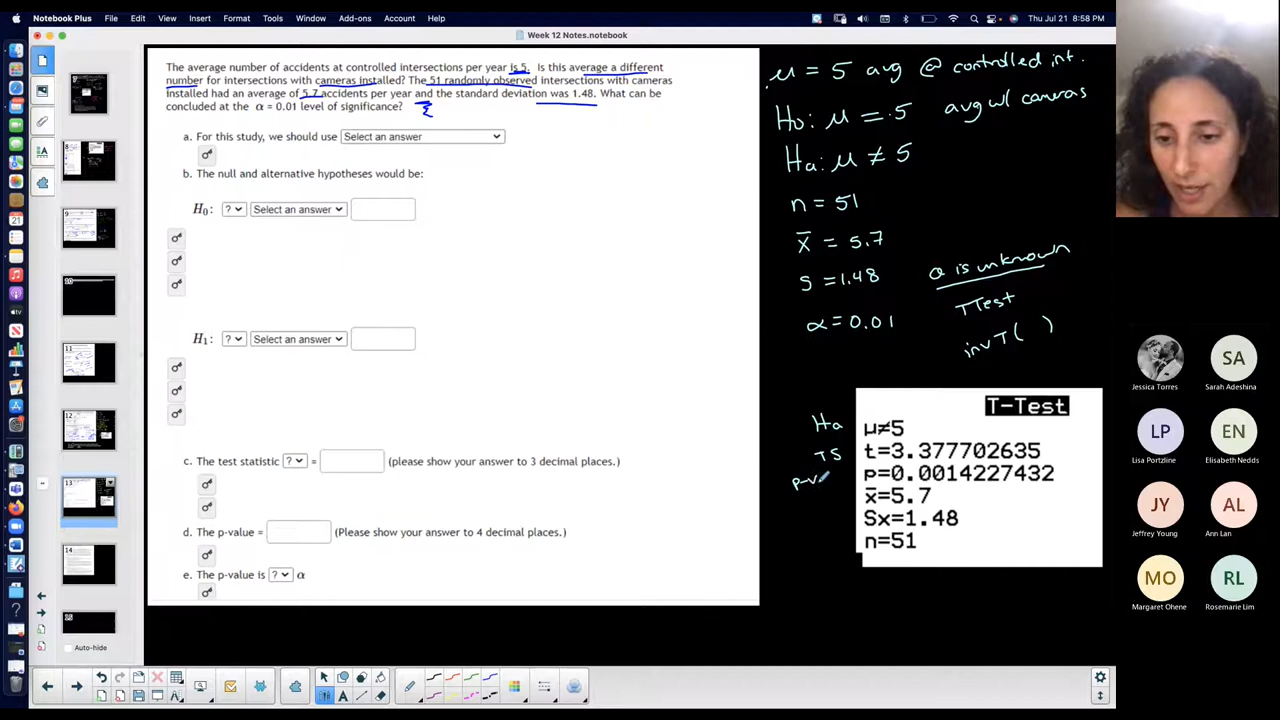 Notebook Plus File Edit View Insert Format Tools Window Add-ons Account Help
Thu Jul 21 8:58 PM
Week 12 Notes.notebook
The average number of accidents at controlled intersections per year is 5. Is this average a different
number for intersections with cameras installed? The 51 randomly observed intersections with cameras
installed had an average of 5.7 accidents per year and the standard deviation was 1.48. What can be
concluded at the α = 0.01 level of significance?
a. For this study, we should use Select an answer
b. The null and alternative hypotheses would be:
H0: ? Select an answer
H1: ? Select an answer
c. The test statistic ? = (please show your answer to 3 decimal places.)
d. The p-value = (Please show your answer to 4 decimal places.)
e. The p-value is ? α
μ = 5 avg @ controlled int.
H0: μ = 5 avg w/ cameras
Ha: μ ≠ 5
n = 51
x̄ = 5.7
s = 1.48
α = 0.01
σ is unknown
TTest
invT( )
T-Test
Ha μ≠5
TS t=3.377702635
p-v p=0.0014227432
x̄=5.7
Sx=1.48
n=51
8
9
10
11
12
13
14
15
Auto-hide
Jessica Torres
SA
Sarah Adeshina
LP
Lisa Portzline
EN
Elisabeth Nedds
JY
Jeffrey Young
AL
Ann Lan
MO
Margaret Ohene
RL
Rosemarie Lim